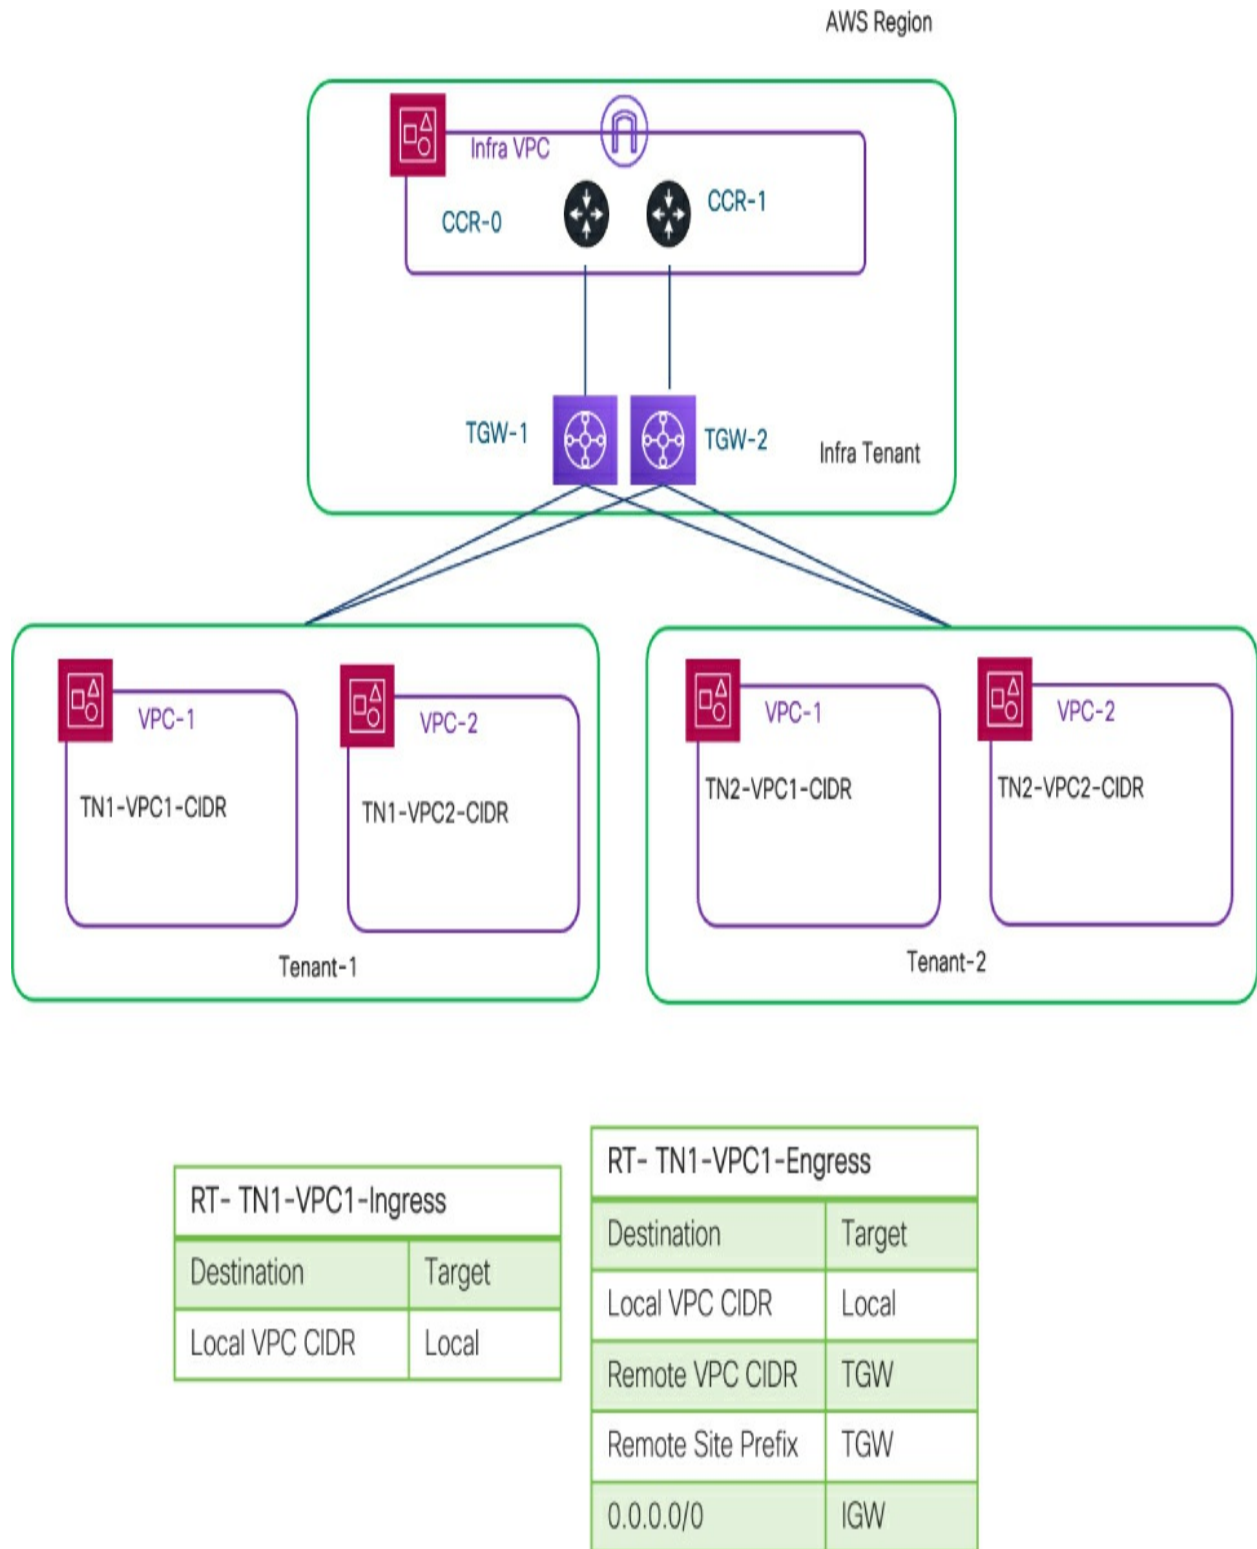 AWS Region
Infra VPC
CCR-0
CCR-1
TGW-1
TGW-2
Infra Tenant
VPC-1
TN1-VPC1-CIDR
VPC-2
TN1-VPC2-CIDR
Tenant-1
VPC-1
TN2-VPC1-CIDR
VPC-2
TN2-VPC2-CIDR
Tenant-2
RT- TN1-VPC1-Ingress
Destination Target
Local VPC CIDR Local
RT- TN1-VPC1-Engress
Destination Target
Local VPC CIDR Local
Remote VPC CIDR TGW
Remote Site Prefix TGW
0.0.0.0/0 IGW